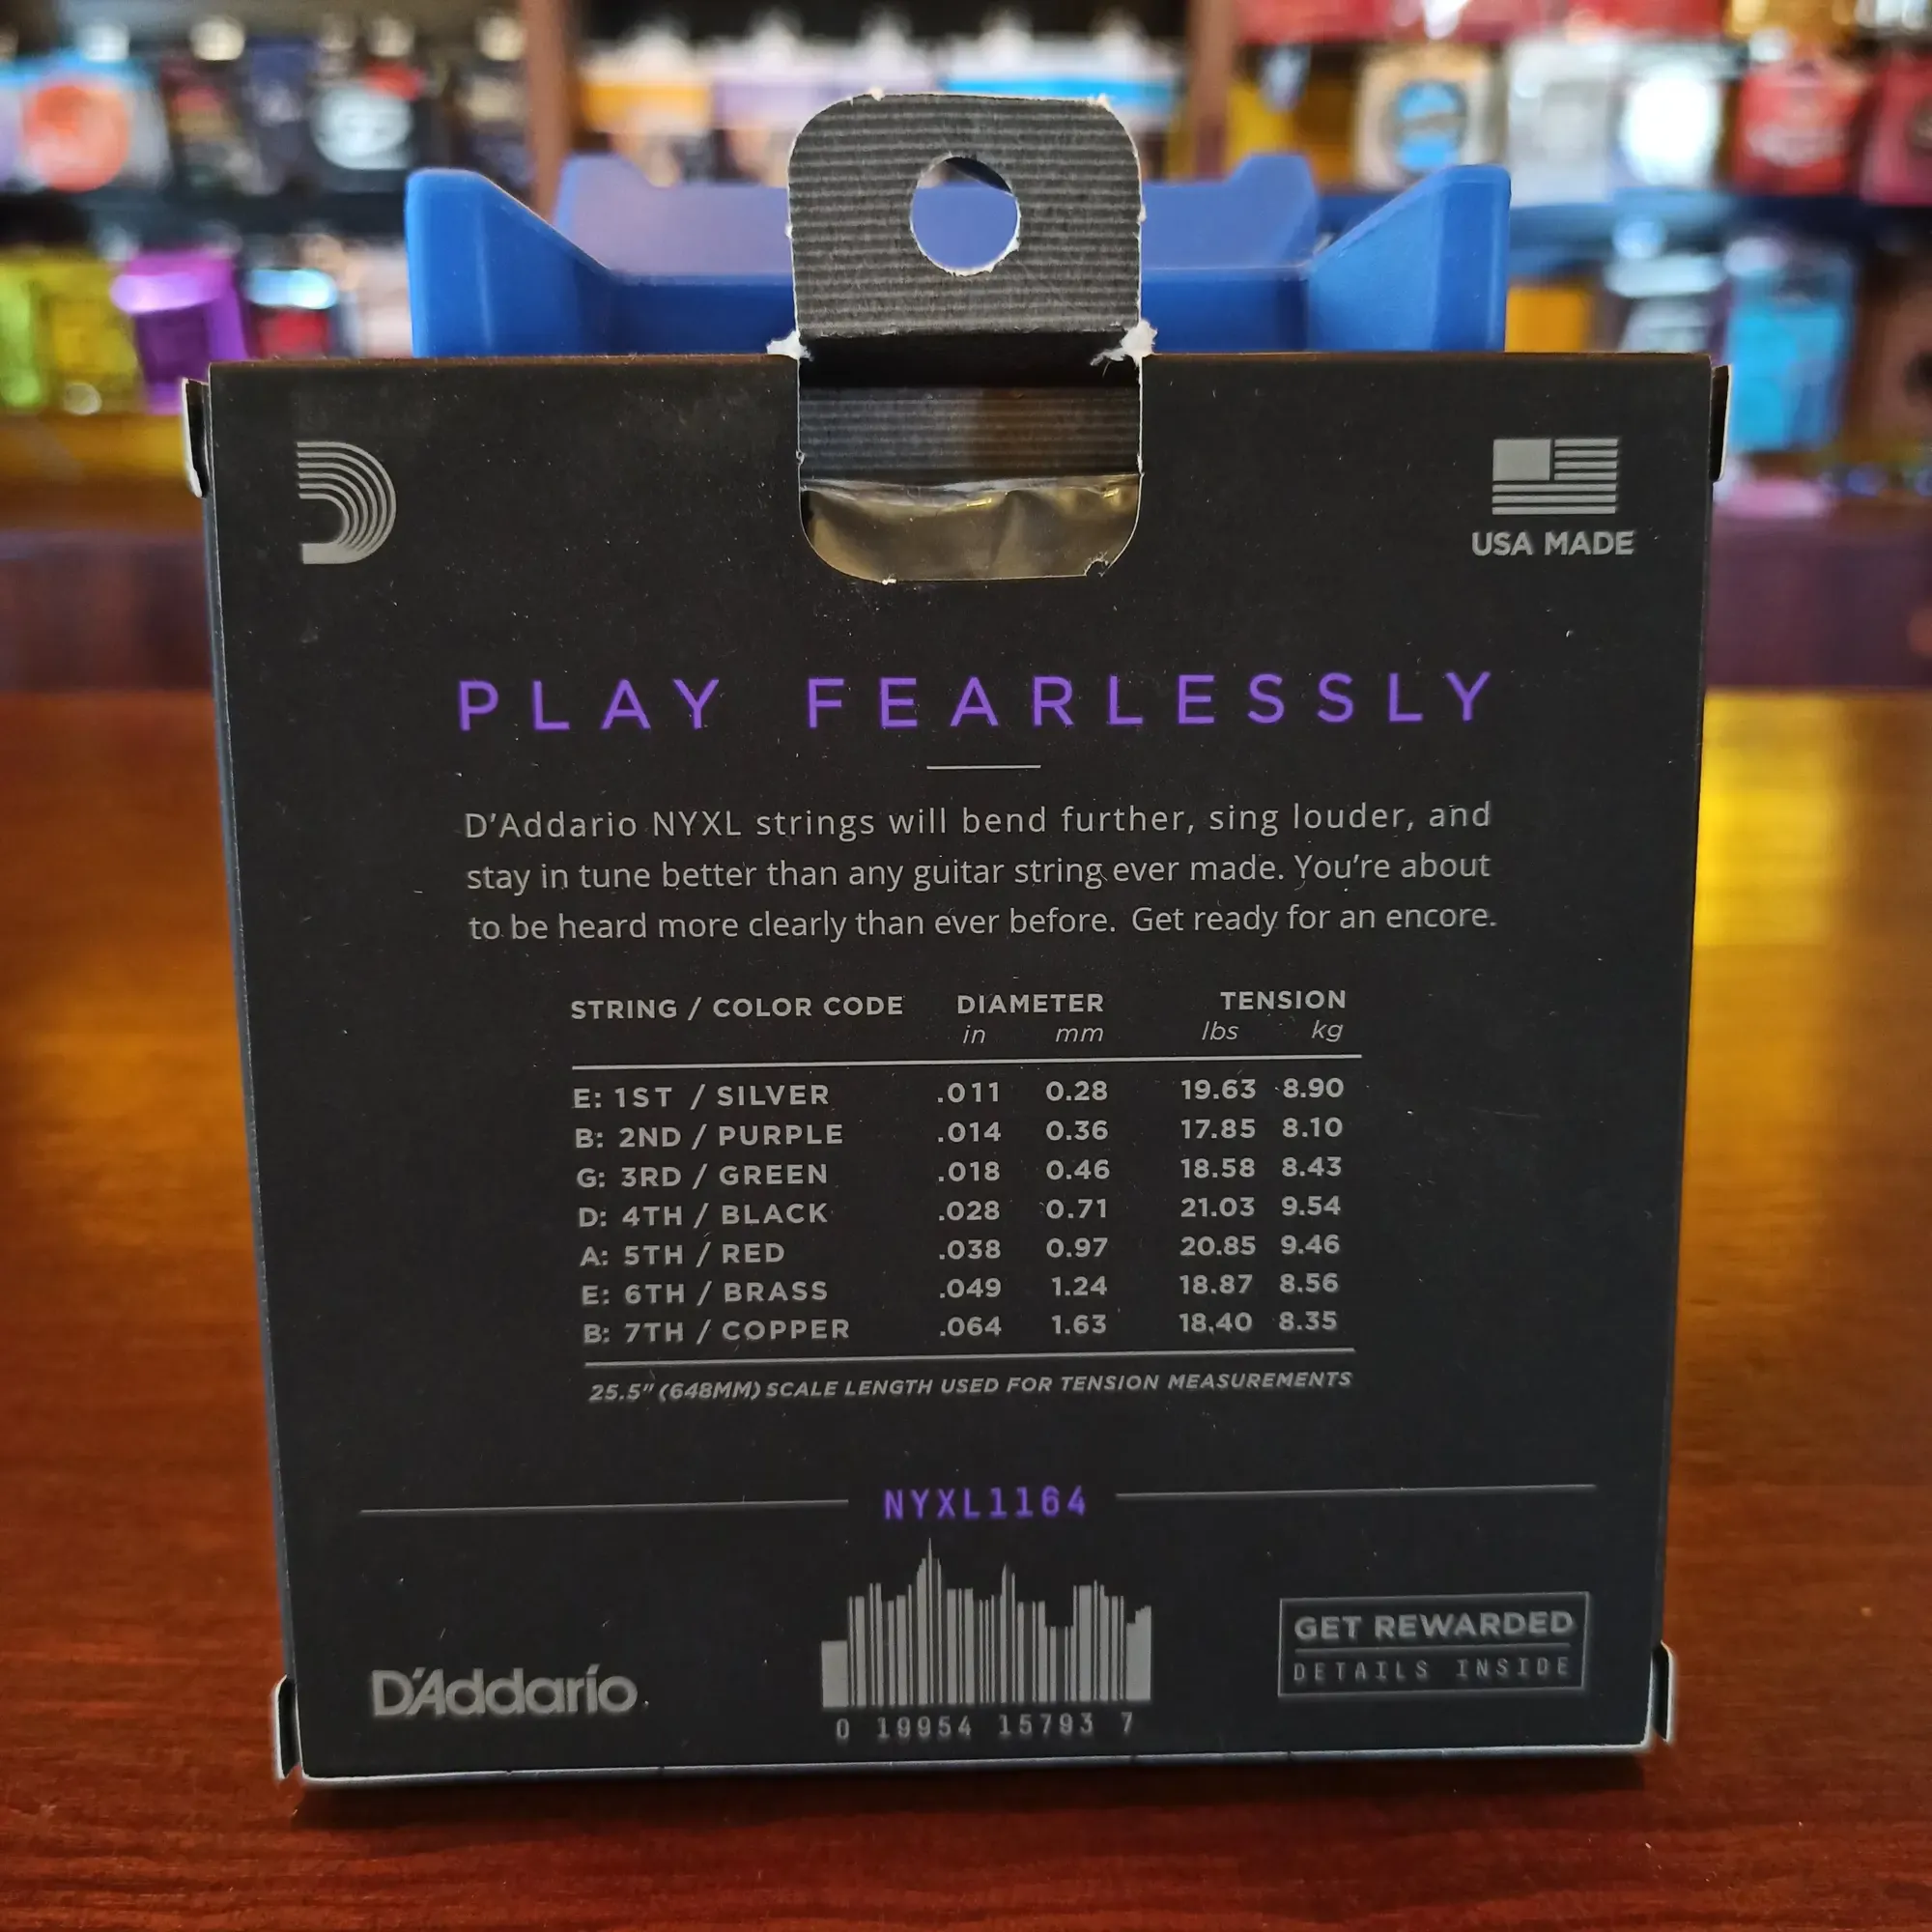 USA MADE
PLAY FEARLESSLY
D'Addario NYXL strings will bend further, sing louder, and
stay in tune better than any guitar string ever made. You're about
to be heard more clearly than ever before. Get ready for an encore.
STRING / COLOR CODE DIAMETER TENSION
in mm lbs kg
E: 1ST / SILVER .011 0.28 19.63 8.90
B: 2ND / PURPLE .014 0.36 17.85 8.10
G: 3RD / GREEN .018 0.46 18.58 8.43
D: 4TH / BLACK .028 0.71 21.03 9.54
A: 5TH / RED .038 0.97 20.85 9.46
E: 6TH / BRASS .049 1.24 18.87 8.56
B: 7TH / COPPER .064 1.63 18.40 8.35
25.5" (648MM) SCALE LENGTH USED FOR TENSION MEASUREMENTS
NYXL1164
D'Addario
0 19954 15793 7
GET REWARDED
DETAILS INSIDE